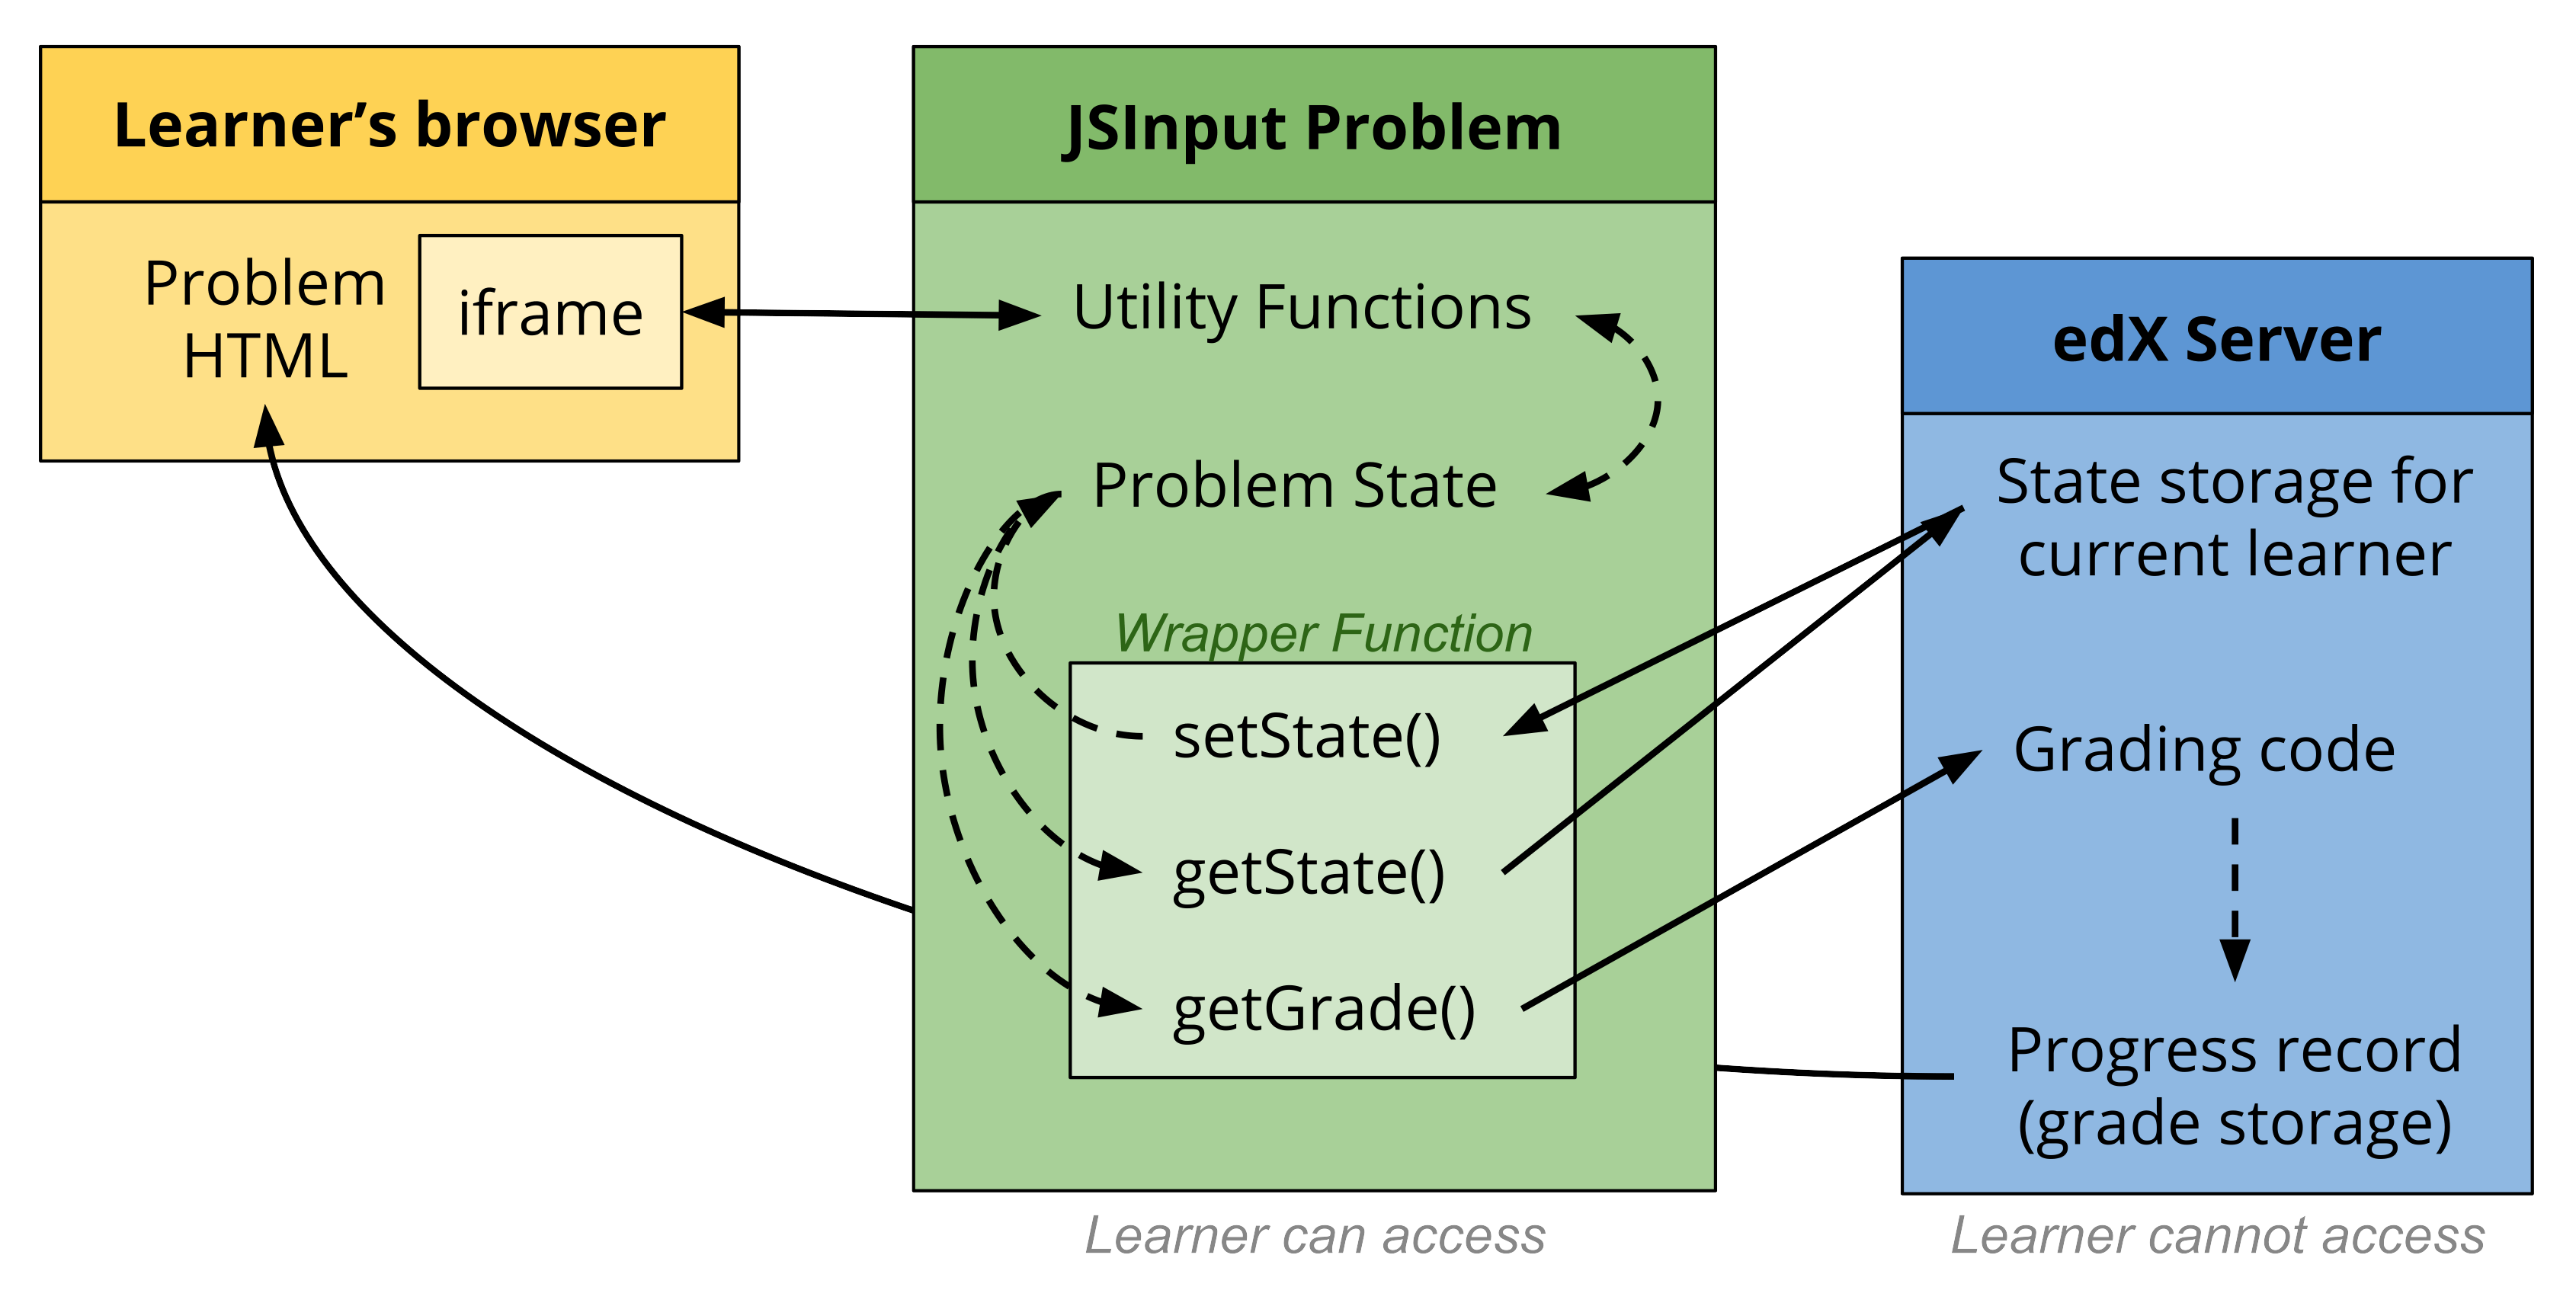 Learner’s browser
Problem
HTML
iframe
JSInput Problem
Utility Functions
Problem State
Wrapper Function
setState()
getState()
getGrade()
Learner can access
edX Server
State storage for
current learner
Grading code
Progress record
(grade storage)
Learner cannot access